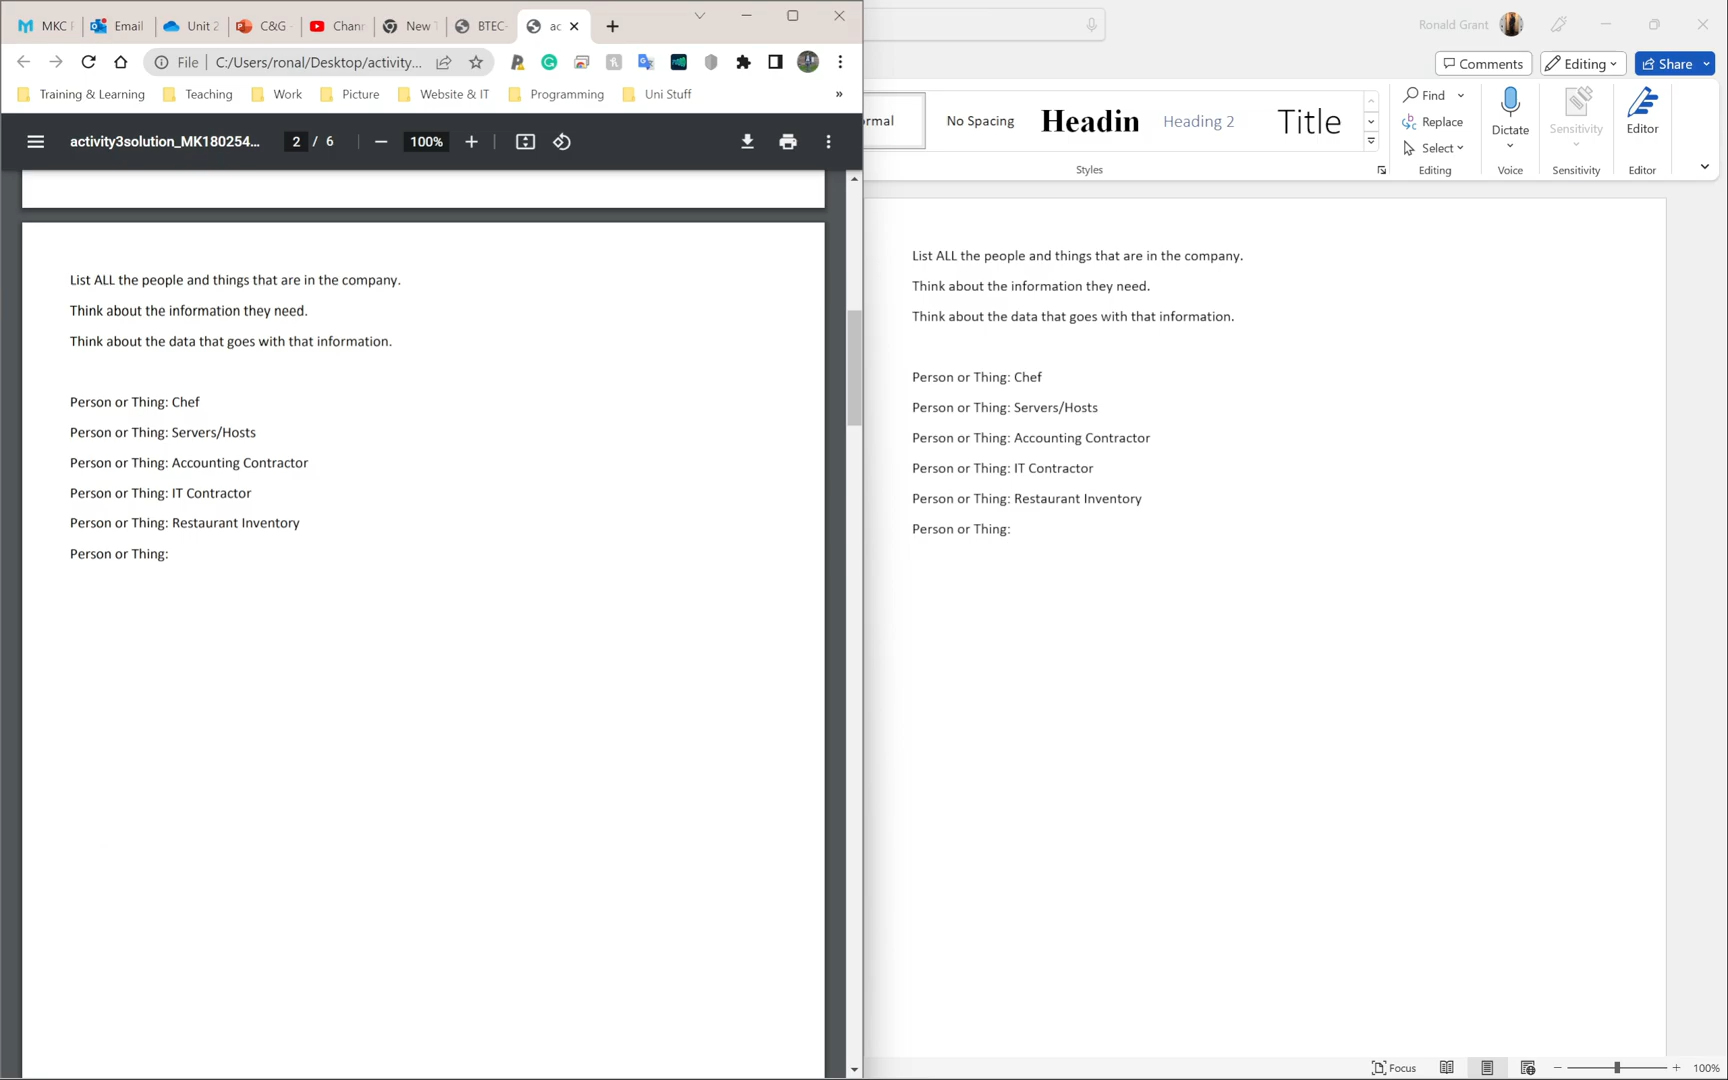 MKC
Email
Unit 2
C&G
Chann
New
BTEC-
ac
Ronald Grant
File
C:/Users/ronal/Desktop/activity...
Comments
Editing
Share
Training & Learning
Teaching
Work
Picture
Website & IT
Programming
Uni Stuff
»
activity3solution_MK180254...
2 / 6
100%
No Spacing
Headin
Heading 2
Title
Find
Replace
Select
Dictate
Sensitivity
Editor
Styles
Editing
Voice
Sensitivity
Editor
List ALL the people and things that are in the company.
Think about the information they need.
Think about the data that goes with that information.
Person or Thing: Chef
Person or Thing: Servers/Hosts
Person or Thing: Accounting Contractor
Person or Thing: IT Contractor
Person or Thing: Restaurant Inventory
Person or Thing:
List ALL the people and things that are in the company.
Think about the information they need.
Think about the data that goes with that information.
Person or Thing: Chef
Person or Thing: Servers/Hosts
Person or Thing: Accounting Contractor
Person or Thing: IT Contractor
Person or Thing: Restaurant Inventory
Person or Thing:
Focus
100%